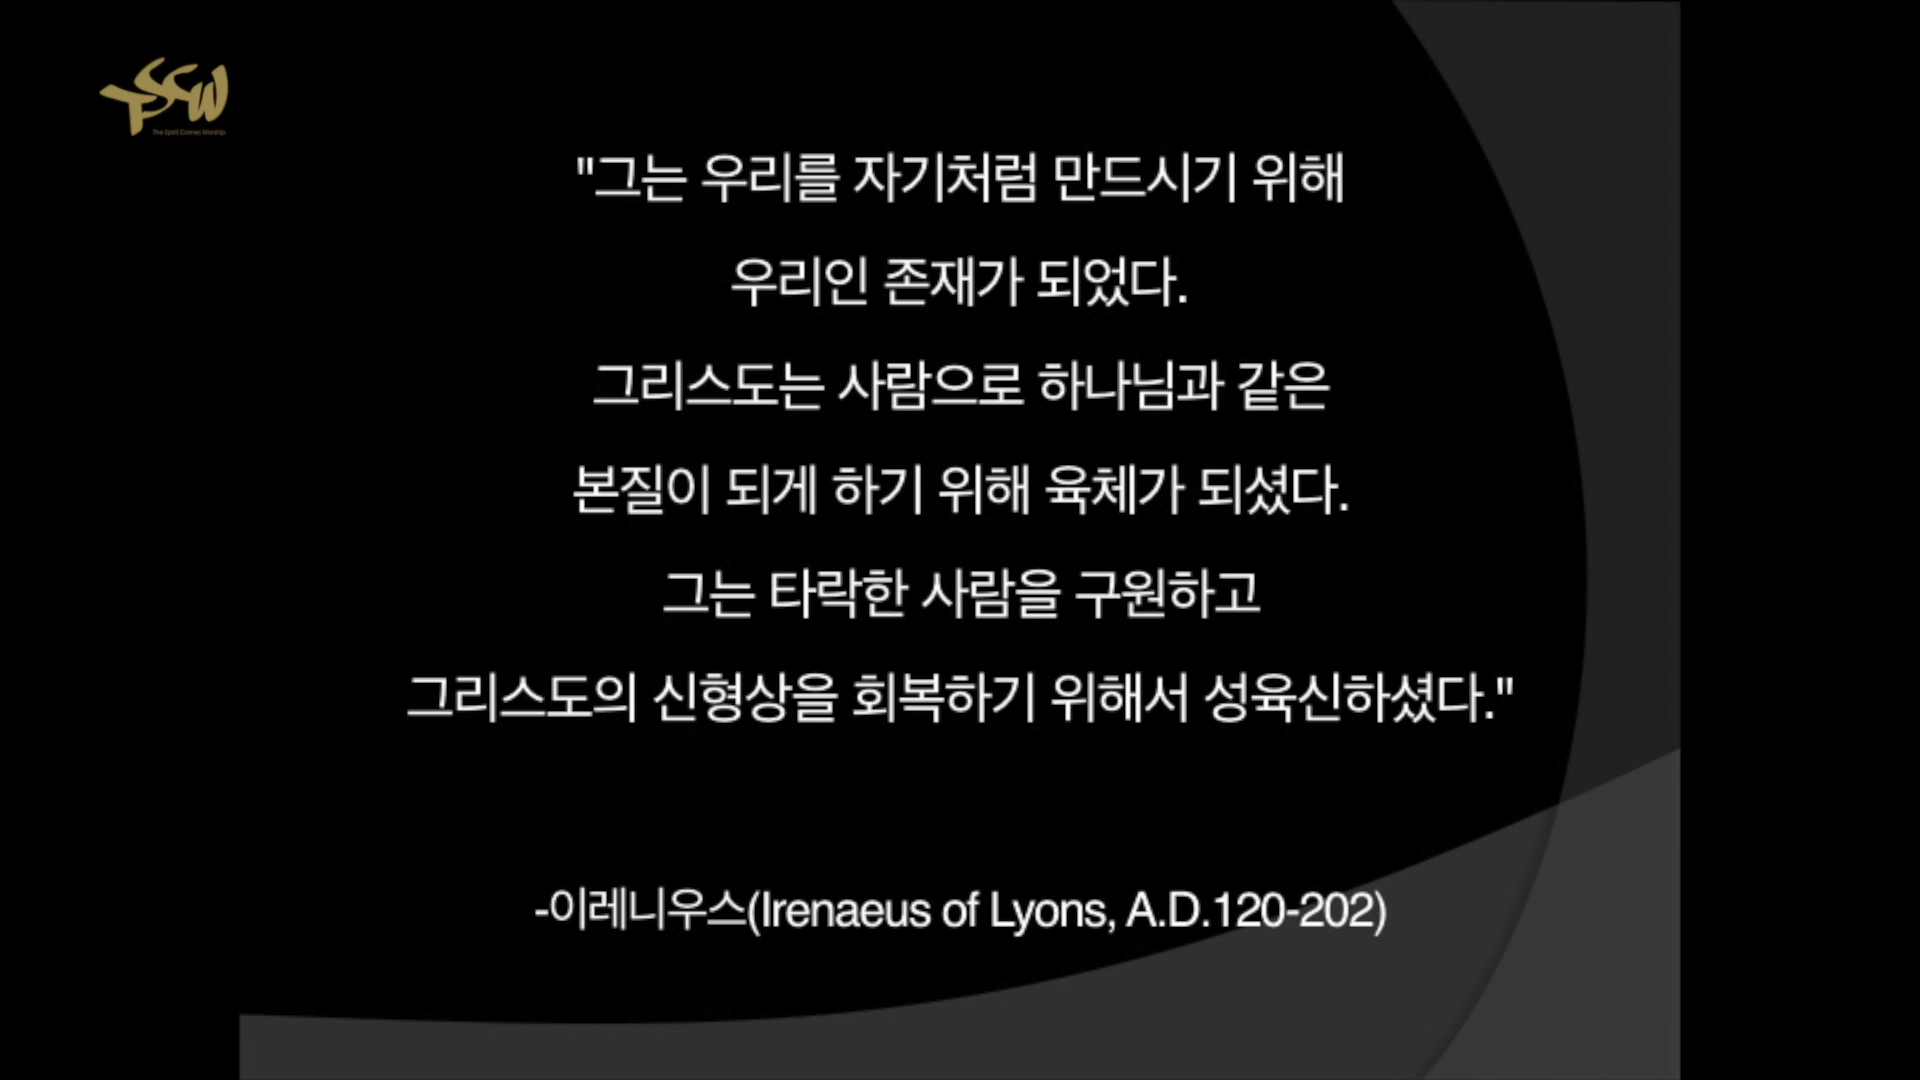 TSCW
The Spirit Comes Worship
"그는 우리를 자기처럼 만드시기 위해
우리인 존재가 되었다.
그리스도는 사람으로 하나님과 같은
본질이 되게 하기 위해 육체가 되셨다.
그는 타락한 사람을 구원하고
그리스도의 신형상을 회복하기 위해서 성육신하셨다."
-이레니우스(Irenaeus of Lyons, A.D.120-202)